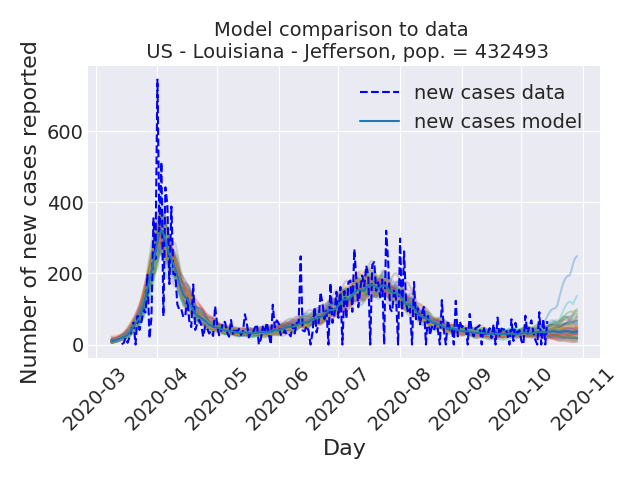 Model comparison to data
US - Louisiana - Jefferson, pop. = 432493
new cases data
new cases model
Number of new cases reported
600
400
200
0
2020-03
2020-04
2020-05
2020-06
2020-07
2020-08
2020-09
2020-10
2020-11
Day